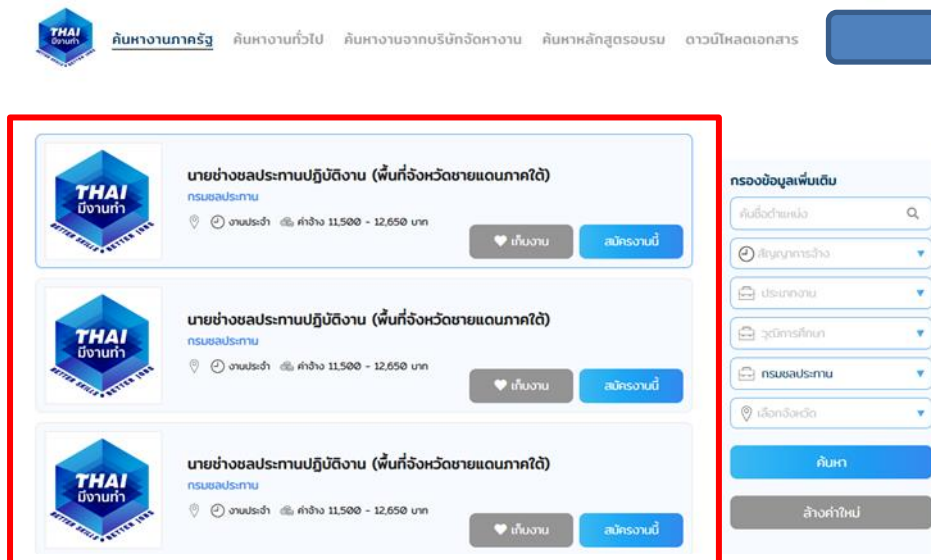 THAI
มีงานทำ
BETTER SKILLS • BETTER JOBS
ค้นหางานภาครัฐ ค้นหางานทั่วไป ค้นหางานจากบริษัทจัดหางาน ค้นหาหลักสูตรอบรม ดาวน์โหลดเอกสาร
THAI
มีงานทำ
BETTER SKILLS • BETTER JOBS
นายช่างชลประทานปฏิบัติงาน (พื้นที่จังหวัดชายแดนภาคใต้)
กรมชลประทาน
งานประจำ ค่าจ้าง 11,500 - 12,650 บาท
เก็บงาน สมัครงานนี้
THAI
มีงานทำ
BETTER SKILLS • BETTER JOBS
นายช่างชลประทานปฏิบัติงาน (พื้นที่จังหวัดชายแดนภาคใต้)
กรมชลประทาน
งานประจำ ค่าจ้าง 11,500 - 12,650 บาท
เก็บงาน สมัครงานนี้
THAI
มีงานทำ
BETTER SKILLS • BETTER JOBS
นายช่างชลประทานปฏิบัติงาน (พื้นที่จังหวัดชายแดนภาคใต้)
กรมชลประทาน
งานประจำ ค่าจ้าง 11,500 - 12,650 บาท
เก็บงาน สมัครงานนี้
กรองข้อมูลเพิ่มเติม
ค้นชื่อตำแหน่ง
สัญญาการจ้าง
ประเภทงาน
วุฒิการศึกษา
กรมชลประทาน
เลือกจังหวัด
ค้นหา
ล้างค่าใหม่